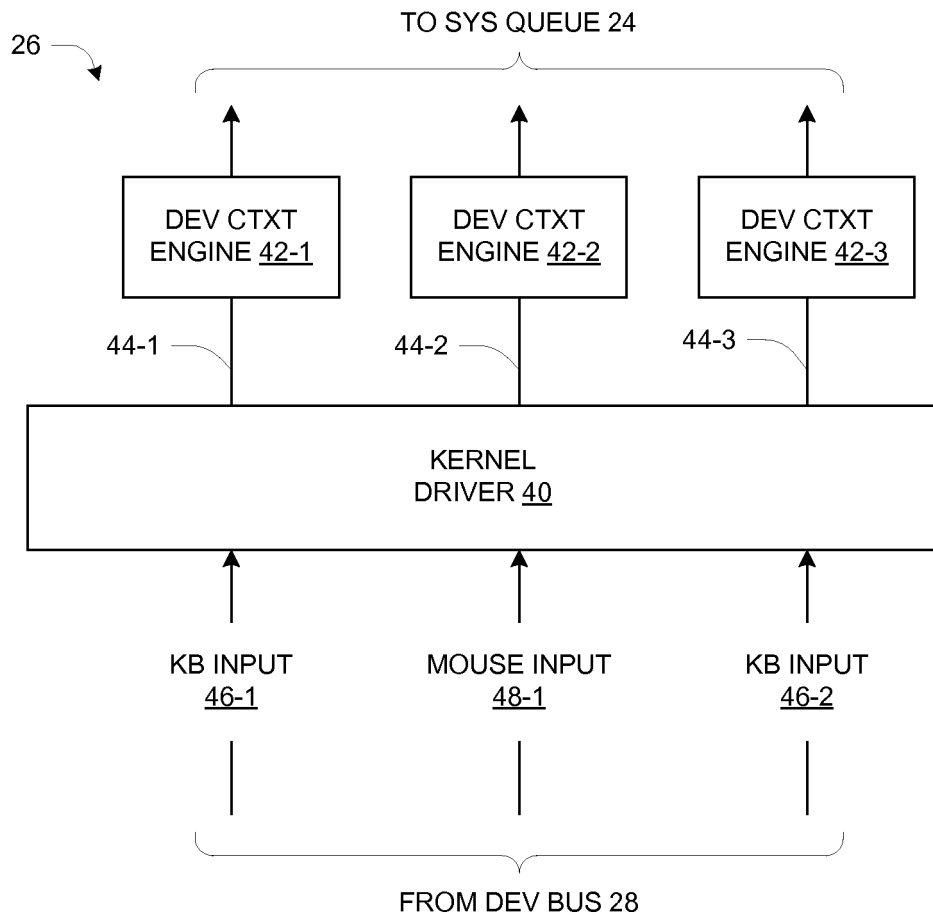 TO SYS QUEUE 24
26
DEV CTXT
ENGINE 42-1
DEV CTXT
ENGINE 42-2
DEV CTXT
ENGINE 42-3
44-1
44-2
44-3
KERNEL
DRIVER 40
KB INPUT
46-1
MOUSE INPUT
48-1
KB INPUT
46-2
FROM DEV BUS 28